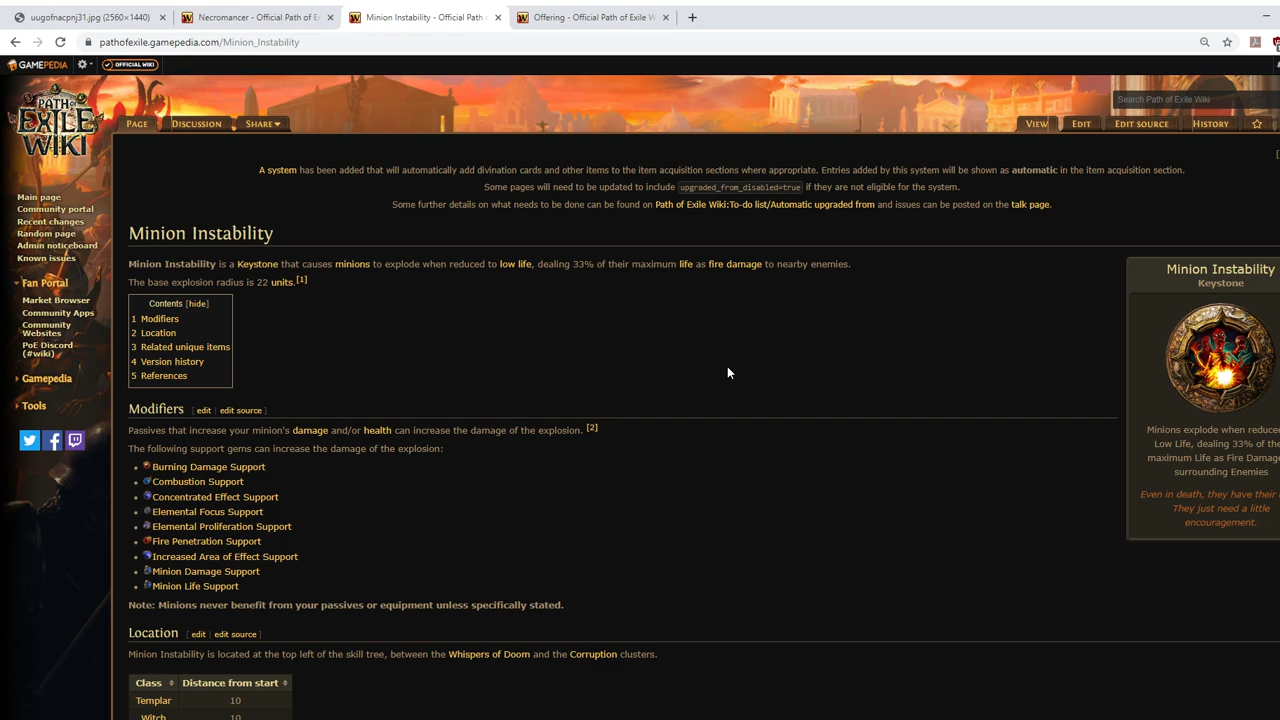 uugofnacpnj31.jpg (2560×1440)
Necromancer - Official Path of E
Minion Instability - Official Path
Offering - Official Path of Exile W
pathofexile.gamepedia.com/Minion_Instability
GAMEPEDIA
OFFICIAL WIKI
PATH OF EXILE WIKI
Search Path of Exile Wiki
PAGE DISCUSSION SHARE
VIEW EDIT EDIT SOURCE HISTORY
A system has been added that will automatically add divination cards and other items to the item acquisition sections where appropriate. Entries added by this system will be shown as automatic in the item acquisition section.
Some pages will need to be updated to include upgraded_from_disabled=true if they are not eligible for the system.
Some further details on what needs to be done can be found on Path of Exile Wiki:To-do list/Automatic upgraded from and issues can be posted on the talk page.
Main page
Community portal
Recent changes
Random page
Admin noticeboard
Known issues
Fan Portal
Market Browser
Community Apps
Community
Websites
PoE Discord
(#wiki)
Gamepedia
Tools
Minion Instability
Minion Instability is a Keystone that causes minions to explode when reduced to low life, dealing 33% of their maximum life as fire damage to nearby enemies.
The base explosion radius is 22 units.[1]
Contents [hide]
1 Modifiers
2 Location
3 Related unique items
4 Version history
5 References
Modifiers [ edit | edit source ]
Passives that increase your minion's damage and/or health can increase the damage of the explosion. [2]
The following support gems can increase the damage of the explosion:
Burning Damage Support
Combustion Support
Concentrated Effect Support
Elemental Focus Support
Elemental Proliferation Support
Fire Penetration Support
Increased Area of Effect Support
Minion Damage Support
Minion Life Support
Note: Minions never benefit from your passives or equipment unless specifically stated.
Location [ edit | edit source ]
Minion Instability is located at the top left of the skill tree, between the Whispers of Doom and the Corruption clusters.
Class Distance from start
Templar 10
Witch 10
Minion Instability
Keystone
Minions explode when reduce
Low Life, dealing 33% of the
maximum Life as Fire Damag
surrounding Enemies
Even in death, they have their
They just need a little
encouragement.